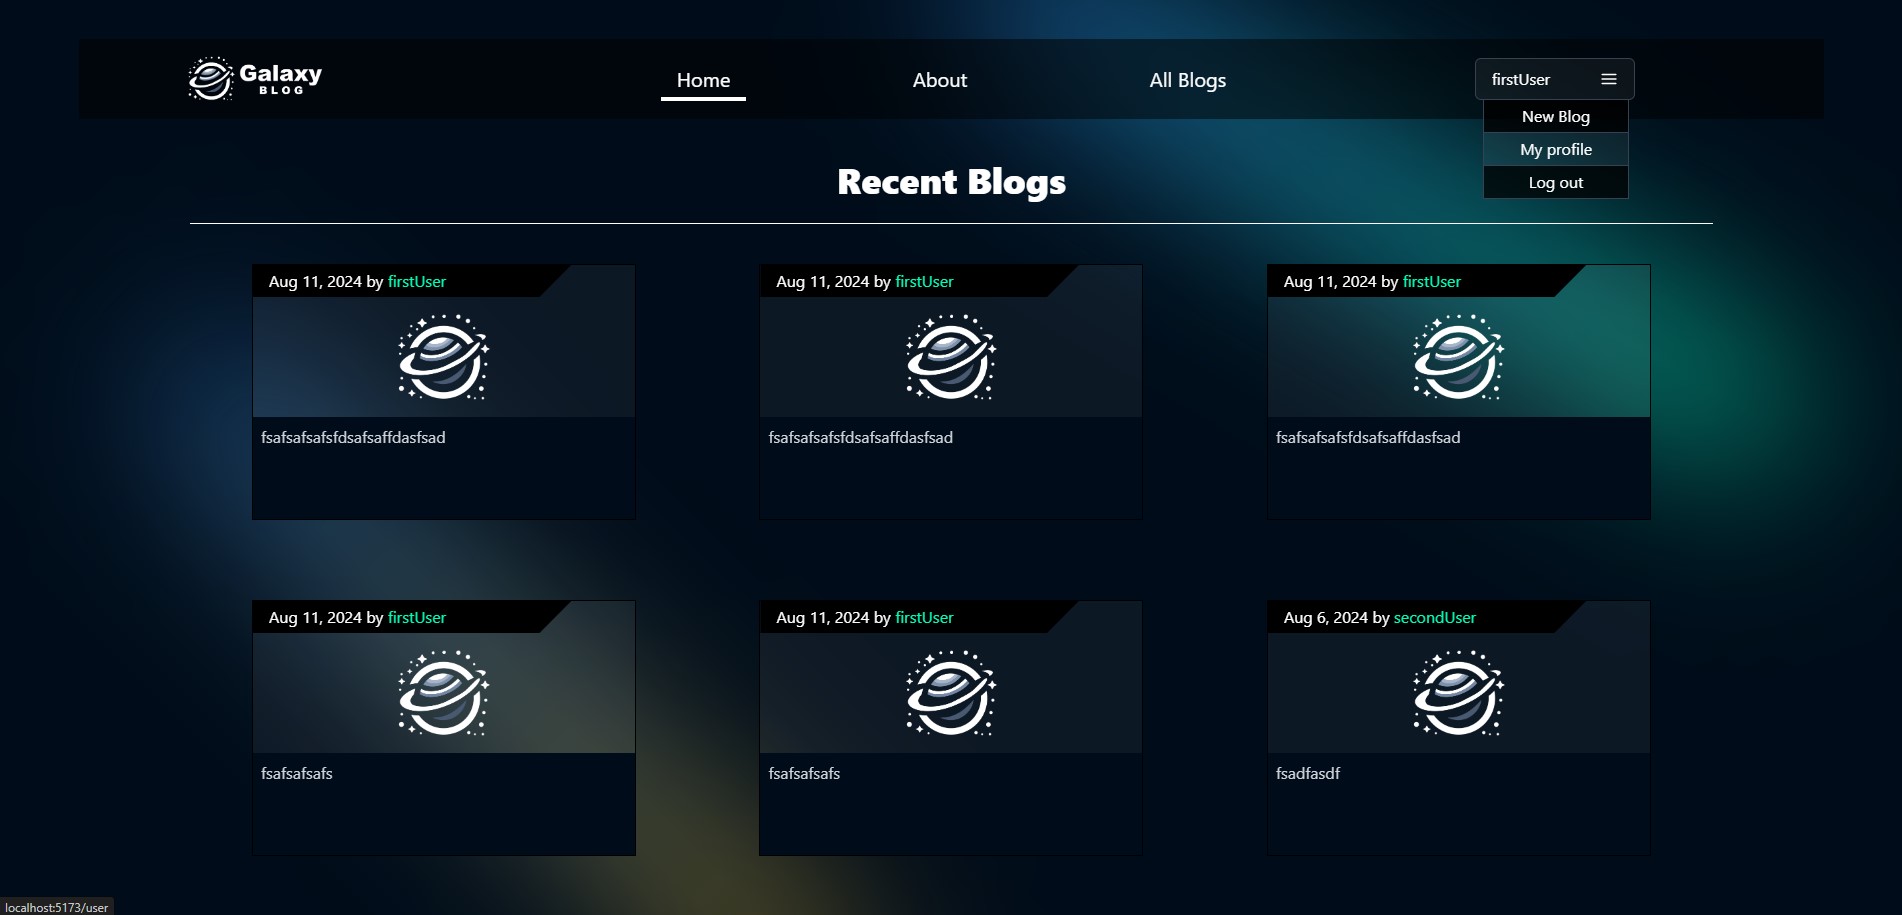 Galaxy
BLOG
Home
About
All Blogs
firstUser
New Blog
My profile
Log out
Recent Blogs
Aug 11, 2024 by firstUser
fsafsafsafsfdsafsaffdasfsad
Aug 11, 2024 by firstUser
fsafsafsafsfdsafsaffdasfsad
Aug 11, 2024 by firstUser
fsafsafsafsfdsafsaffdasfsad
Aug 11, 2024 by firstUser
fsafsafsafs
Aug 11, 2024 by firstUser
fsafsafsafs
Aug 6, 2024 by secondUser
fsadfasdf
localhost:5173/user